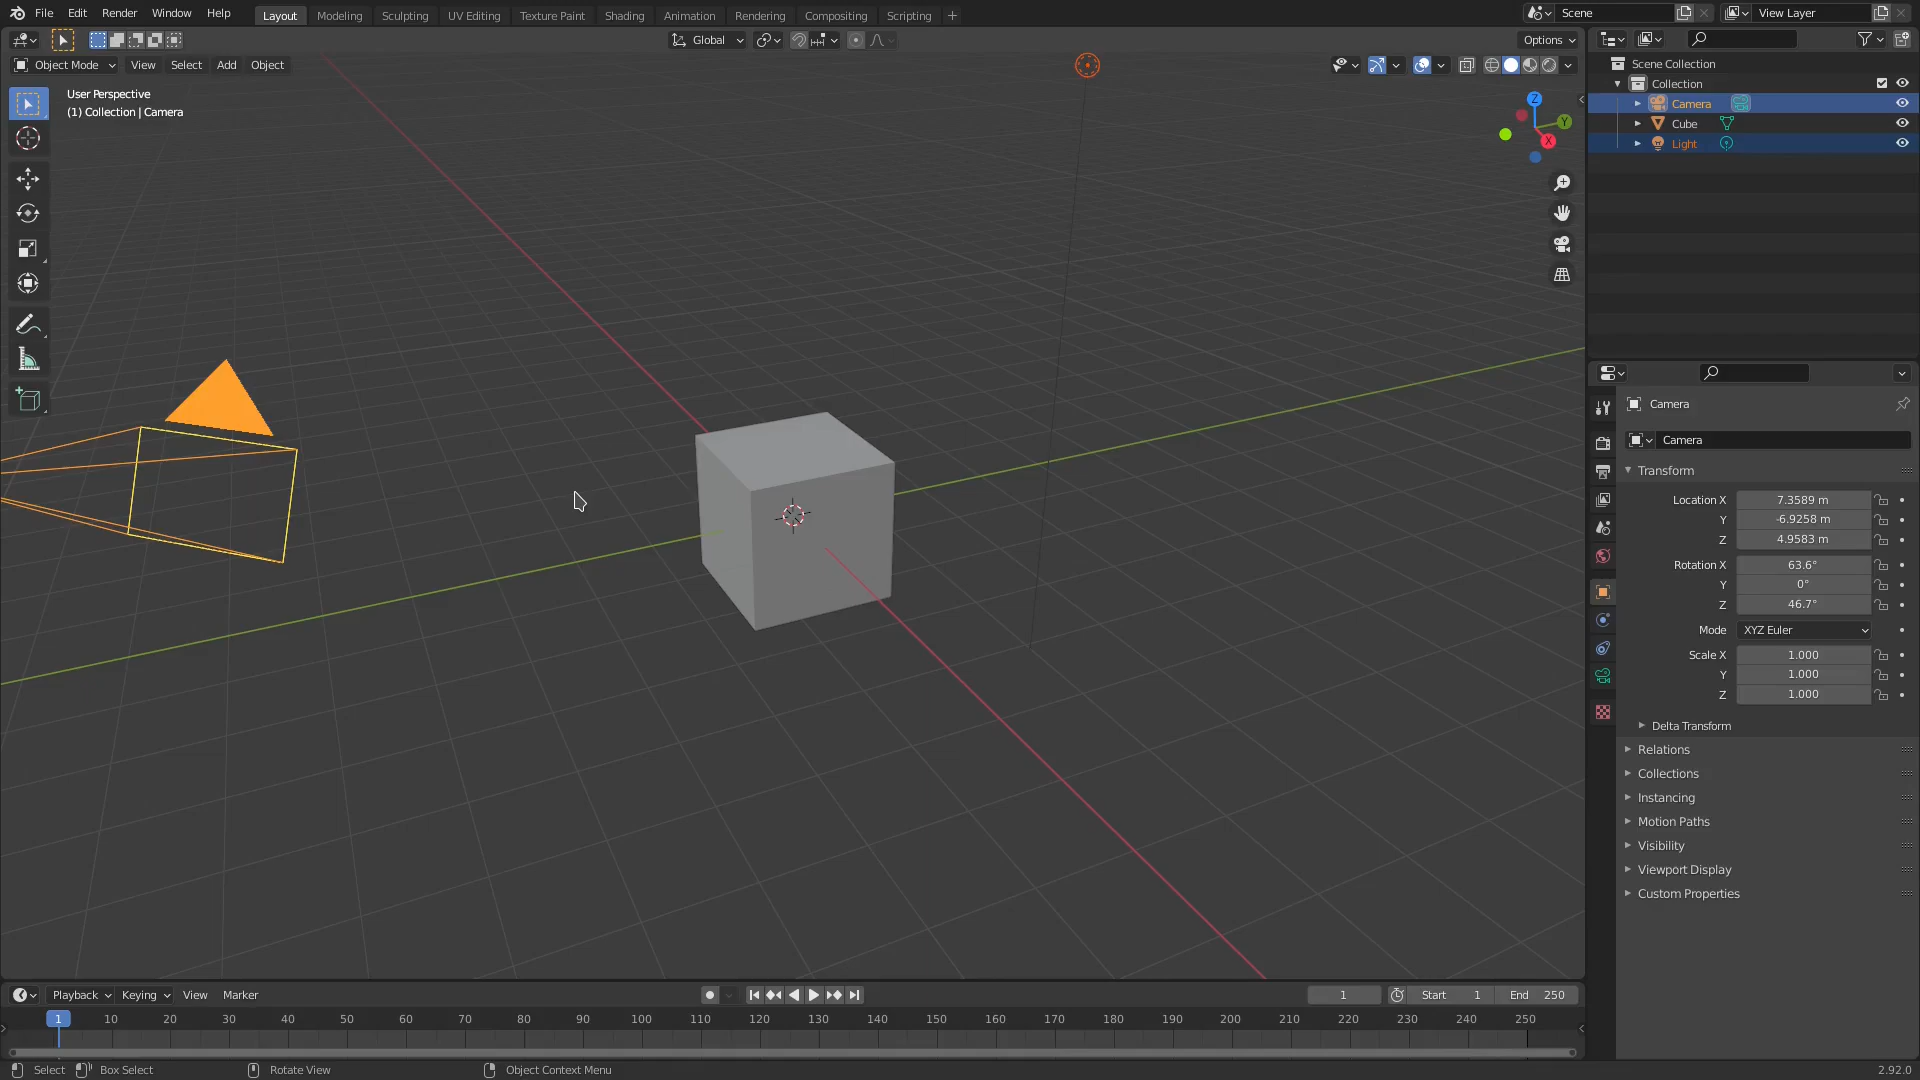 File Edit Render Window Help Layout Modeling Sculpting UV Editing Texture Paint Shading Animation Rendering Compositing Scripting + Scene View Layer
Global Options
Object Mode View Select Add Object
User Perspective
(1) Collection | Camera
Z
Y
X
Scene Collection
Collection
Camera
Cube
Light
Camera
Camera
Transform
Location X 7.3589 m
Y -6.9258 m
Z 4.9583 m
Rotation X 63.6°
Y 0°
Z 46.7°
Mode XYZ Euler
Scale X 1.000
Y 1.000
Z 1.000
Delta Transform
Relations
Collections
Instancing
Motion Paths
Visibility
Viewport Display
Custom Properties
Playback Keying View Marker 1 Start 1 End 250
1 10 20 30 40 50 60 70 80 90 100 110 120 130 140 150 160 170 180 190 200 210 220 230 240 250
Select Box Select Rotate View Object Context Menu 2.92.0